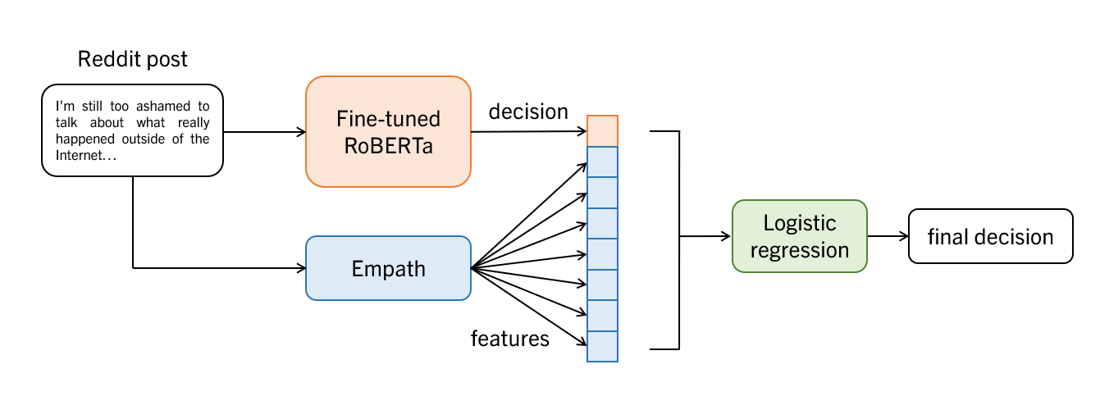 Reddit post
I'm still too ashamed to
talk about what really
happened outside of the
Internet…
Fine-tuned
RoBERTa
decision
Empath
features
Logistic
regression
final decision